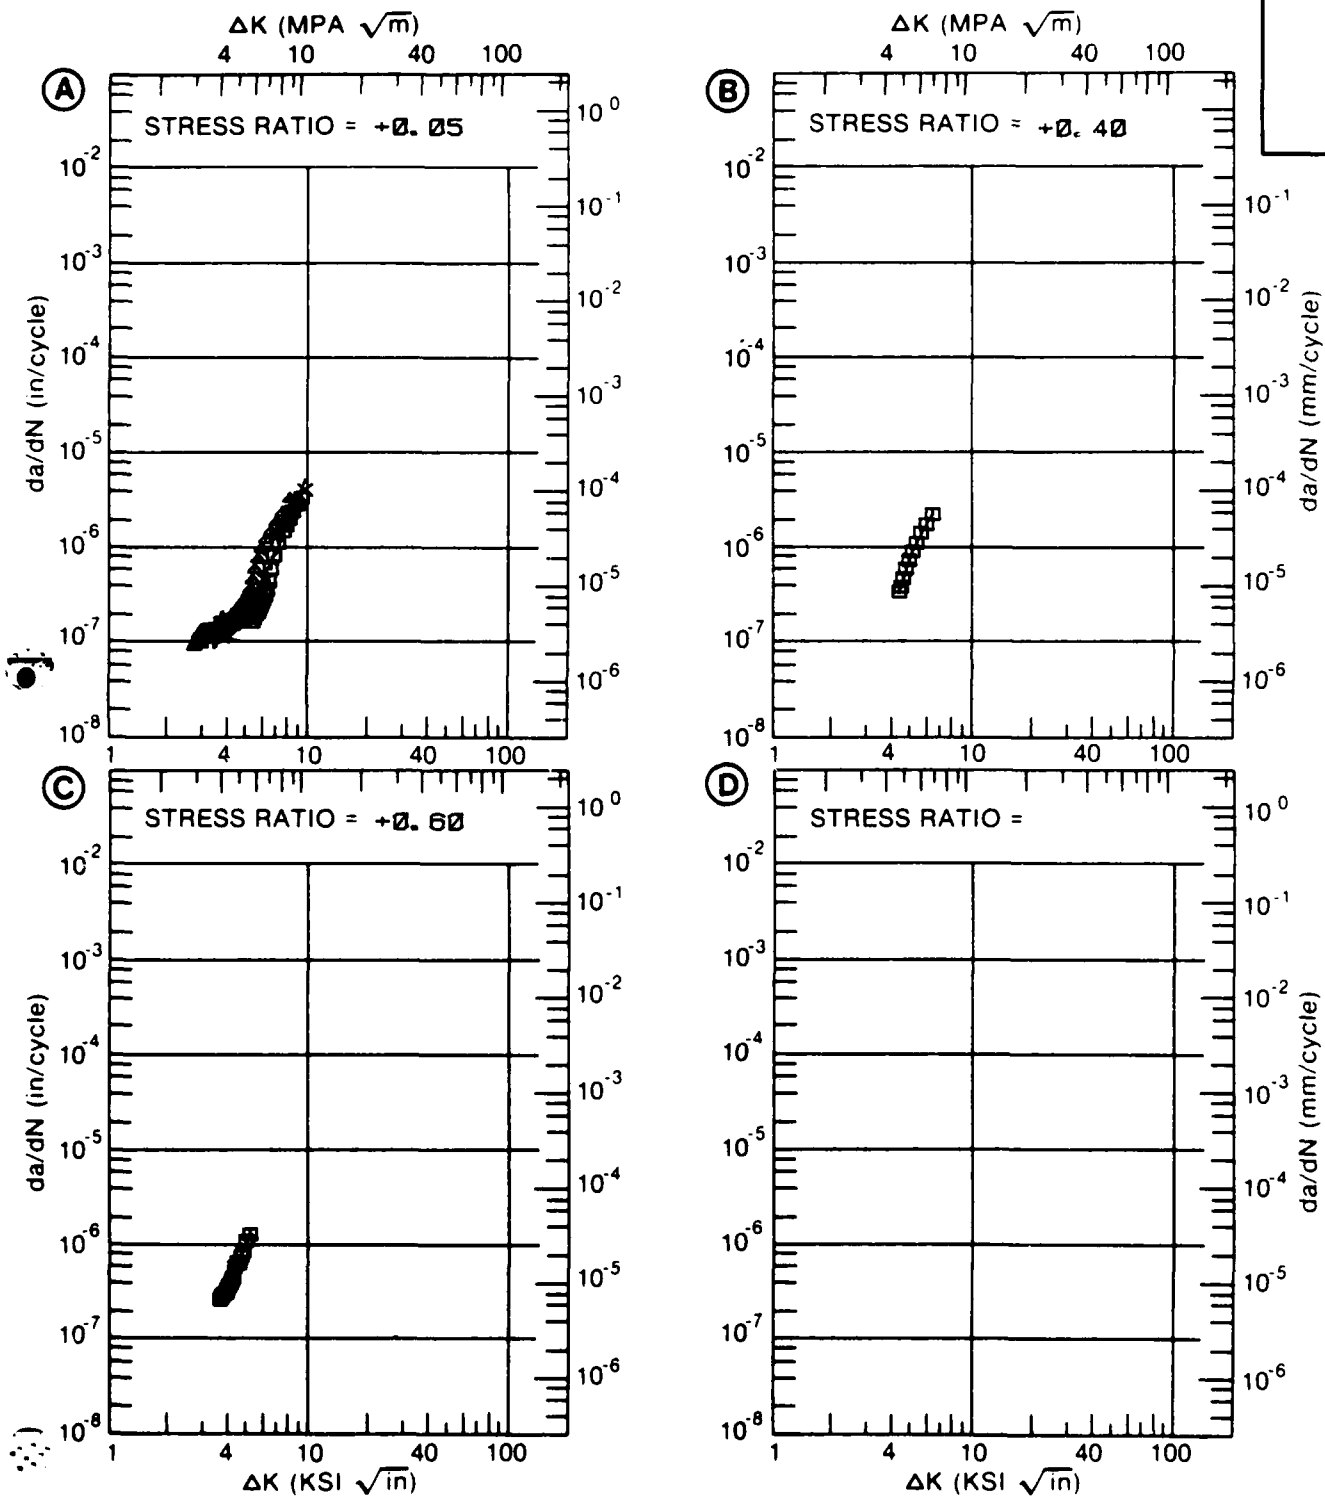 ΔK (MPA √m) ΔK (MPA √m)
4 10 40 100 4 10 40 100
A B
STRESS RATIO = +0.05 STRESS RATIO = +0.40
10⁰
10⁻² 10⁻²
10⁻¹ 10⁻¹
10⁻³ 10⁻³
10⁻² 10⁻²
10⁻⁴ 10⁻⁴
10⁻³ 10⁻³
10⁻⁵ 10⁻⁵
10⁻⁴ 10⁻⁴
10⁻⁶ 10⁻⁶
10⁻⁵ 10⁻⁵
10⁻⁷ 10⁻⁷
10⁻⁶ 10⁻⁶
10⁻⁸ 10⁻⁸
da/dN (in/cycle) da/dN (mm/cycle)
1 4 10 40 100 1 4 10 40 100
C D
STRESS RATIO = +0.60 STRESS RATIO =
10⁰ 10⁰
10⁻² 10⁻²
10⁻¹ 10⁻¹
10⁻³ 10⁻³
10⁻² 10⁻²
10⁻⁴ 10⁻⁴
10⁻³ 10⁻³
10⁻⁵ 10⁻⁵
10⁻⁴ 10⁻⁴
10⁻⁶ 10⁻⁶
10⁻⁵ 10⁻⁵
10⁻⁷ 10⁻⁷
10⁻⁶ 10⁻⁶
10⁻⁸ 10⁻⁸
da/dN (in/cycle) da/dN (mm/cycle)
1 4 10 40 100 1 4 10 40 100
ΔK (KSI √in) ΔK (KSI √in)